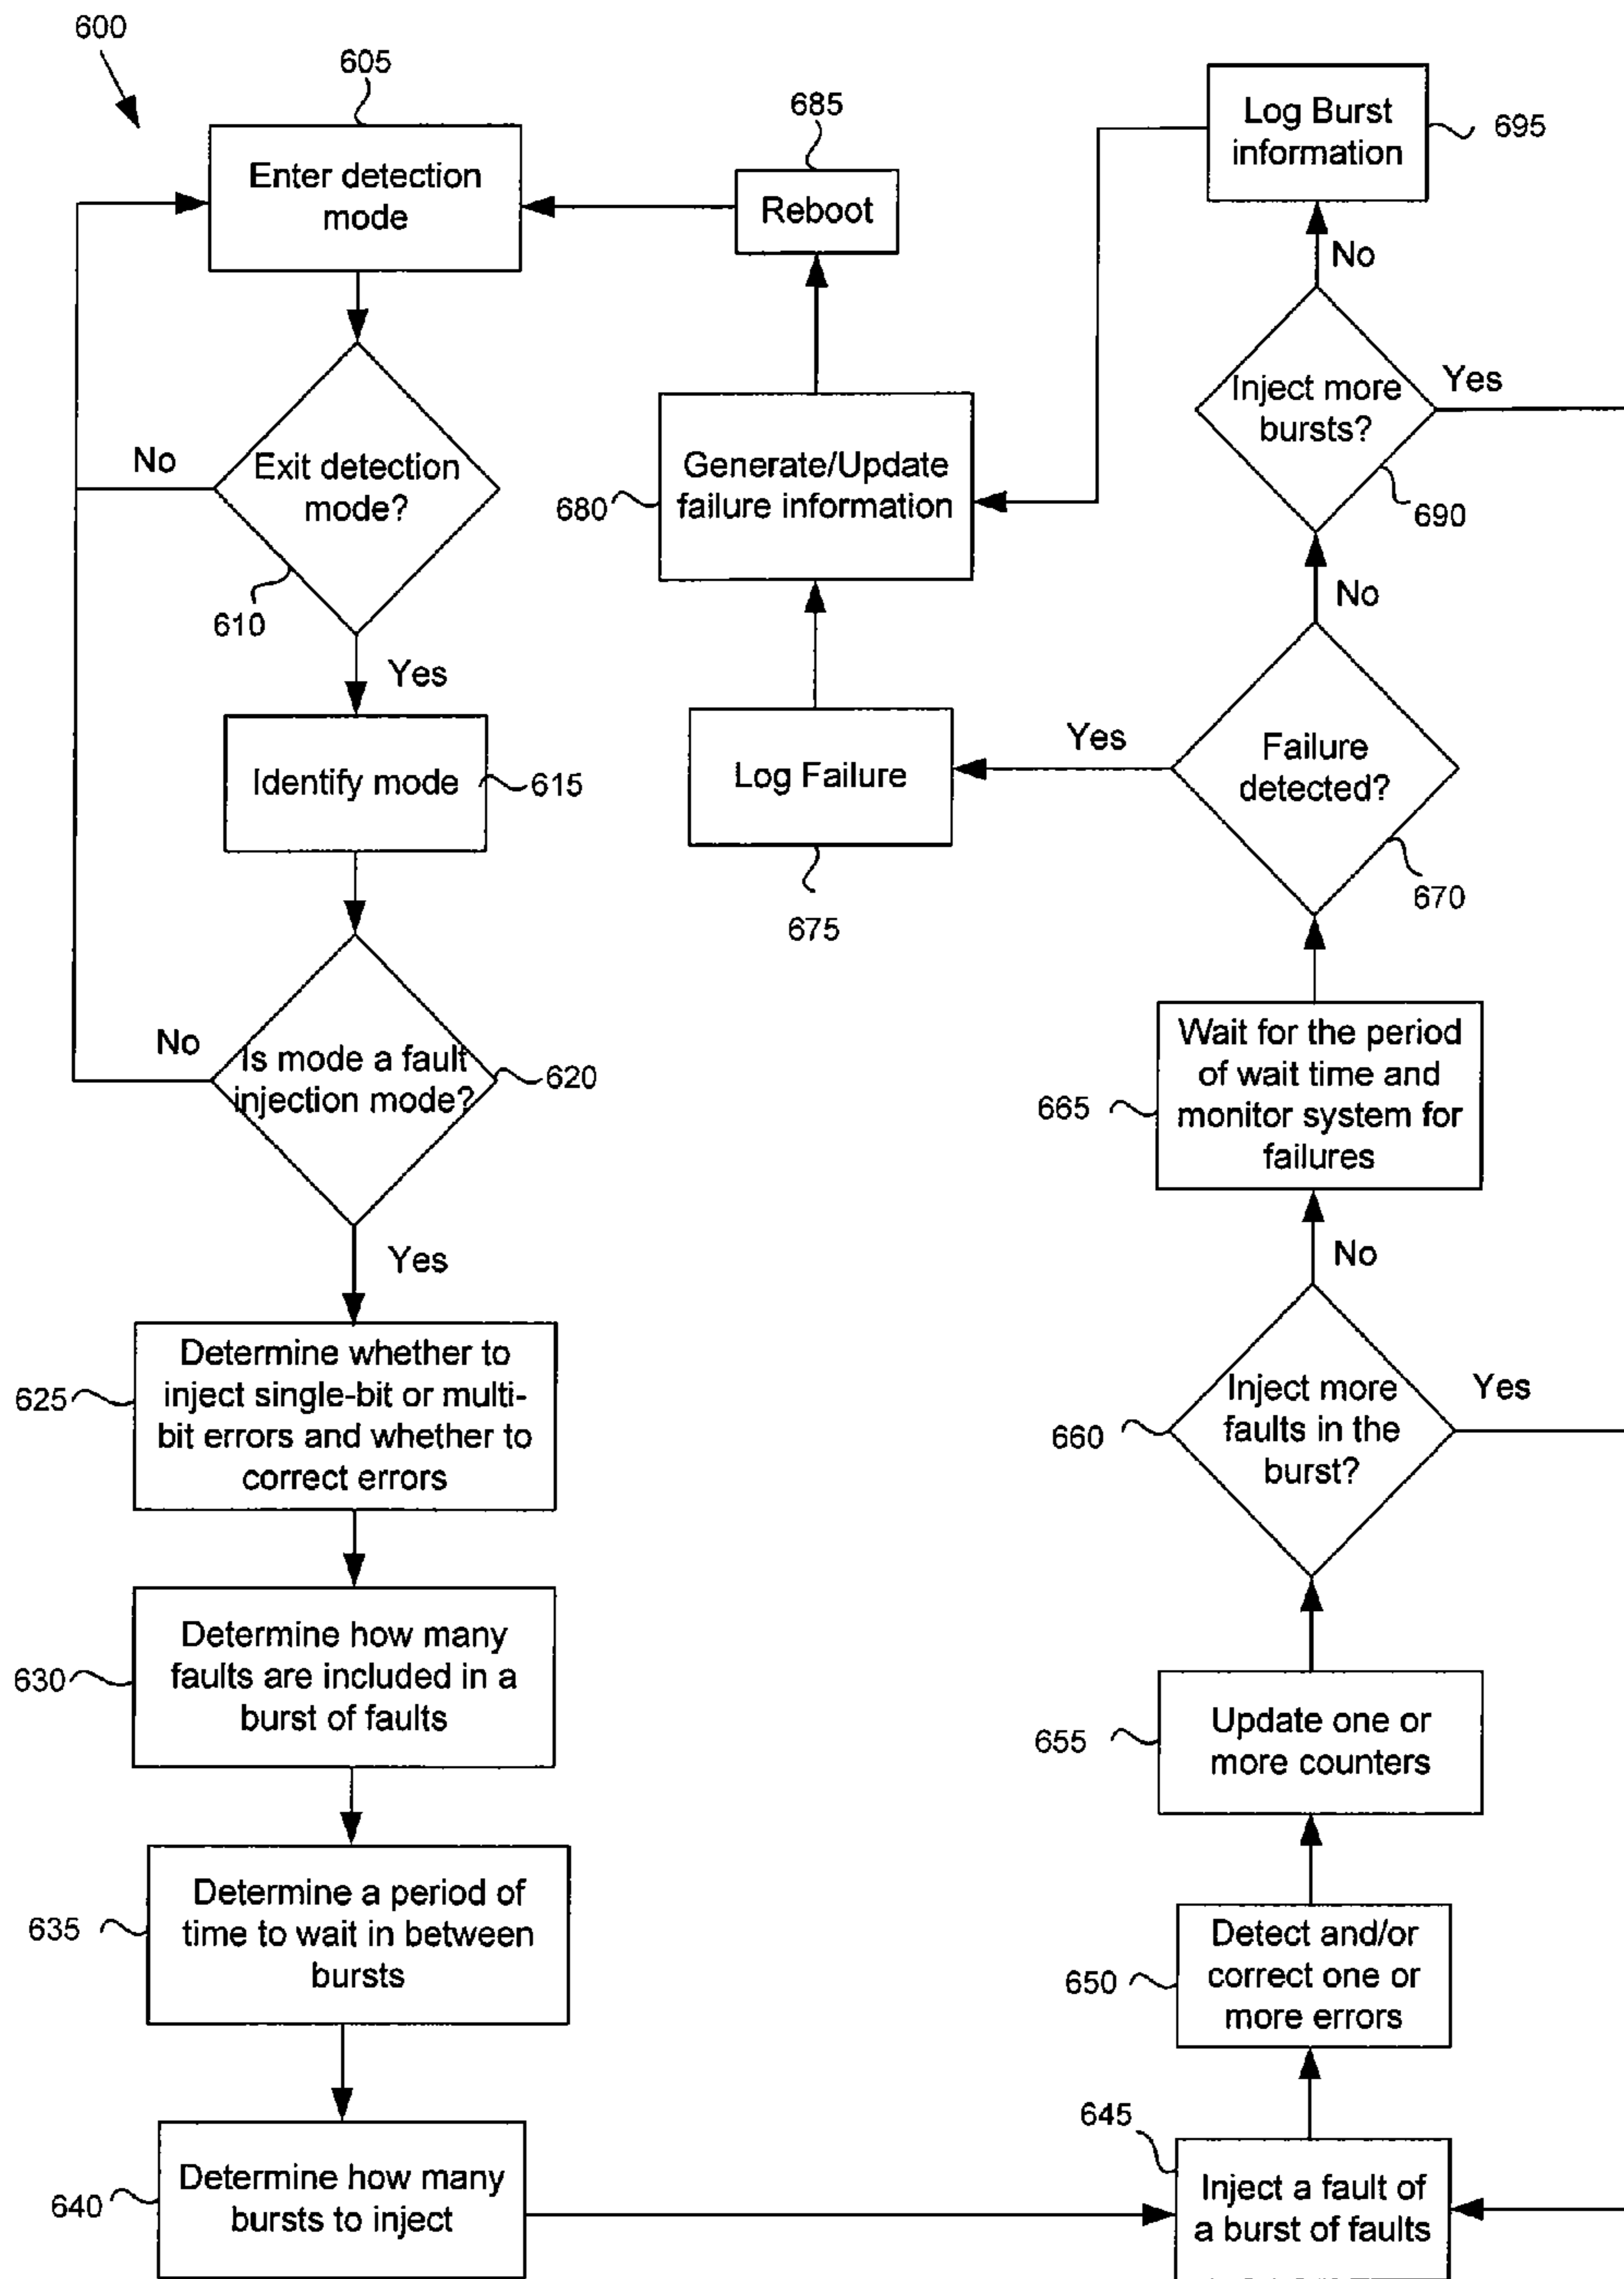 600
605
Enter detection
mode
685
Reboot
Log Burst
information
695
No
Inject more
bursts?
Yes
690
No
Exit detection
mode?
610
Generate/Update
failure information
680
No
Yes
Identify mode
615
Log Failure
675
Yes
Failure
detected?
670
No
Is mode a fault
injection mode?
620
Wait for the period
of wait time and
monitor system for
failures
665
Yes
No
Determine whether to
inject single-bit or multi-
bit errors and whether to
correct errors
625
Inject more
faults in the
burst?
660
Yes
Determine how many
faults are included in a
burst of faults
630
Update one or
more counters
655
Determine a period of
time to wait in between
bursts
635
Detect and/or
correct one or
more errors
650
Determine how many
bursts to inject
640
645
Inject a fault of
a burst of faults